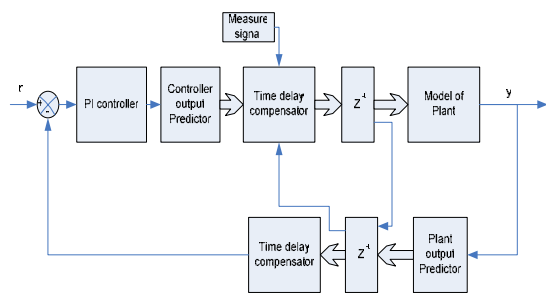 Measure
signa
r
y
+
-
PI controller
Controller
output
Predictor
Time delay
compensator
Z⁻¹
Model of
Plant
Time delay
compensator
Z⁻¹
Plant
output
Predictor